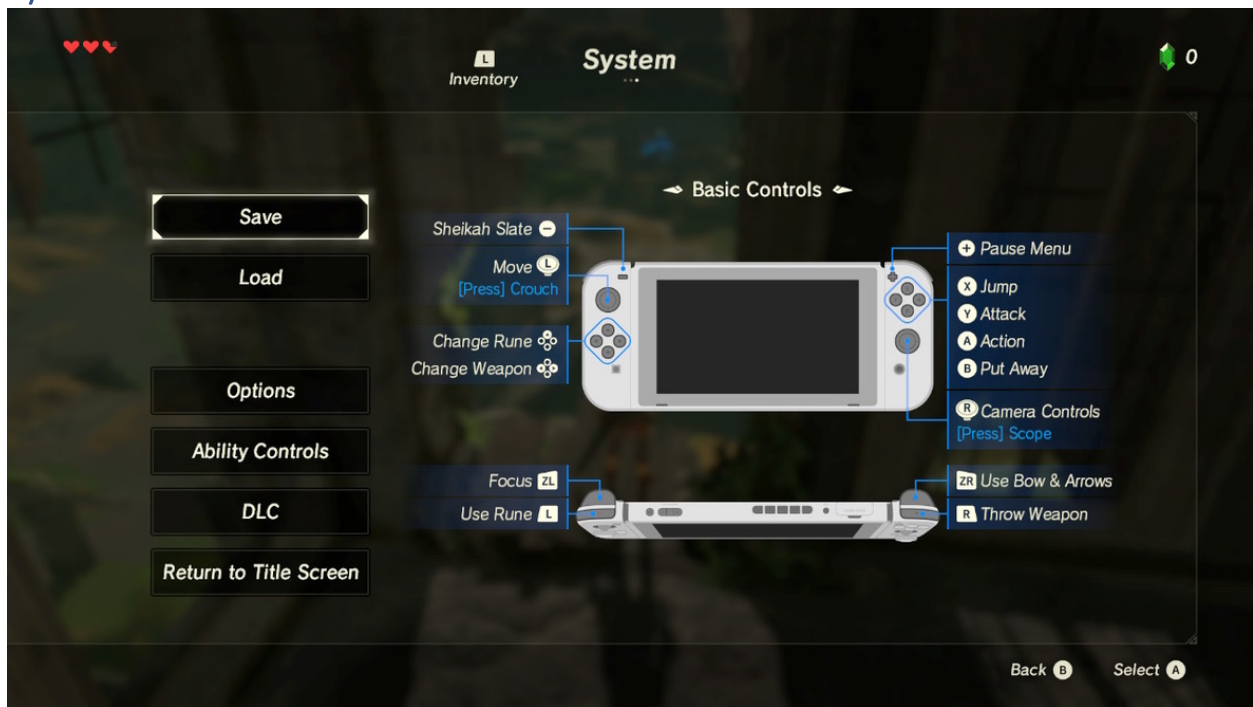 L
Inventory
System
0
Save
Load
Options
Ability Controls
DLC
Return to Title Screen
Basic Controls
Sheikah Slate
Move L
[Press] Crouch
Change Rune
Change Weapon
Pause Menu
X Jump
Y Attack
A Action
B Put Away
R Camera Controls
[Press] Scope
Focus ZL
Use Rune L
ZR Use Bow & Arrows
R Throw Weapon
Back B
Select A